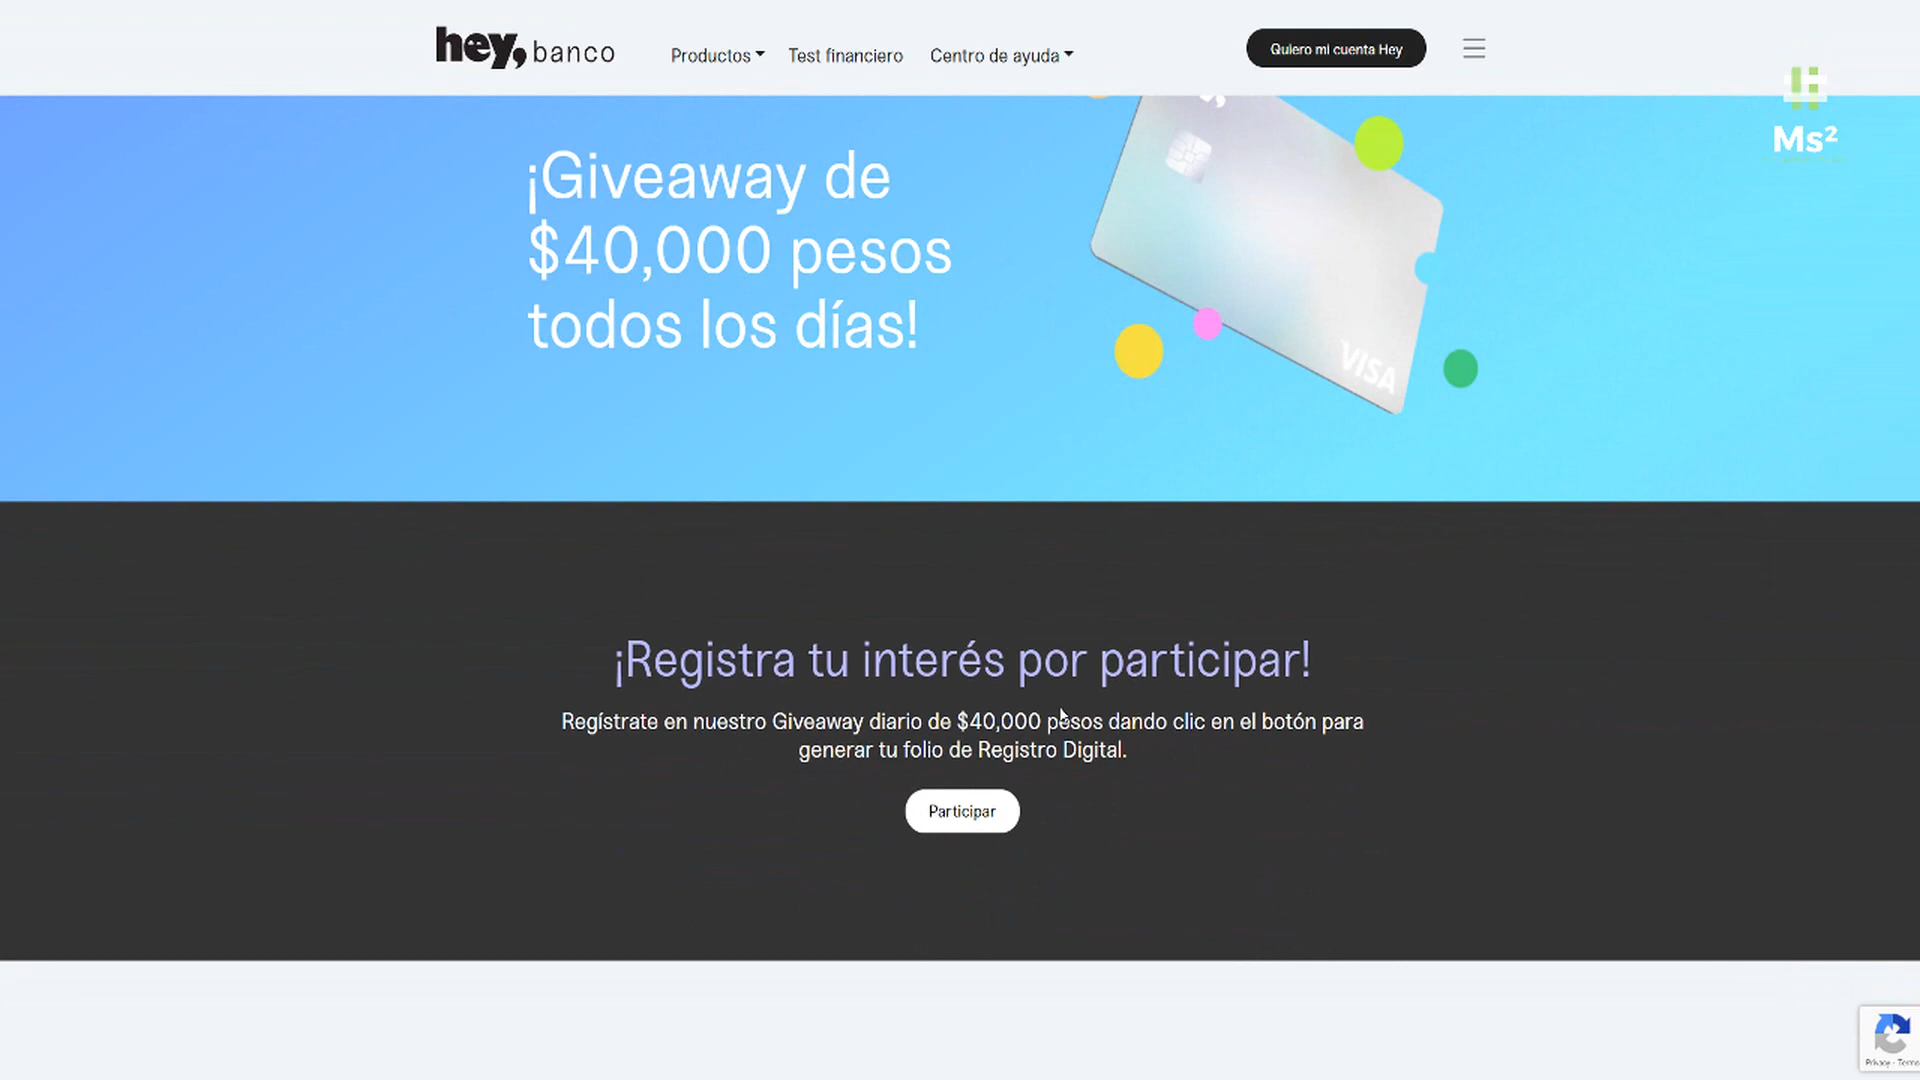 hey, banco
Productos
Test financiero
Centro de ayuda
Quiero mi cuenta Hey
Ms²
¡Giveaway de
$40,000 pesos
todos los días!
VISA
¡Registra tu interés por participar!
Regístrate en nuestro Giveaway diario de $40,000 pesos dando clic en el botón para
generar tu folio de Registro Digital.
Participar
Privacy - Terms